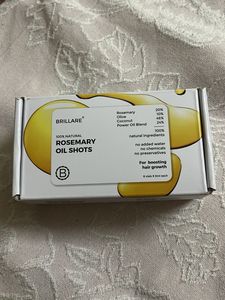 BRILLARE
100% NATURAL
ROSEMARY
OIL SHOTS
B
Rosemary 20%
Olive 10%
Coconut 46%
Power Oil Blend 24%
100%
natural ingredients
no added water
no chemicals
no preservatives
For boosting
hair growth